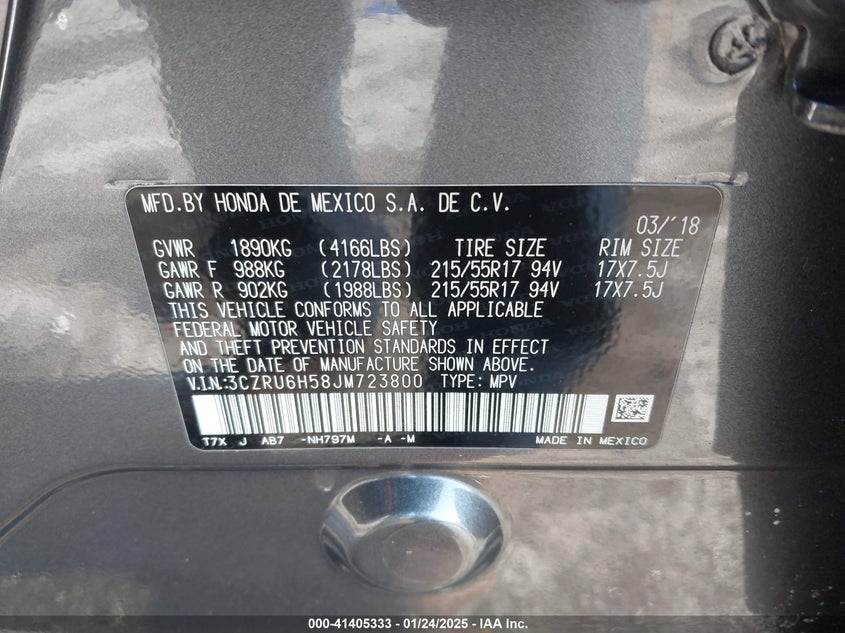 MFD.BY HONDA DE MEXICO S.A. DE C.V.
03/'18
GVWR 1890KG (4166LBS) TIRE SIZE RIM SIZE
GAWR F 988KG (2178LBS) 215/55R17 94V 17X7.5J
GAWR R 902KG (1988LBS) 215/55R17 94V 17X7.5J
THIS VEHICLE CONFORMS TO ALL APPLICABLE
FEDERAL MOTOR VEHICLE SAFETY
AND THEFT PREVENTION STANDARDS IN EFFECT
ON THE DATE OF MANUFACTURE SHOWN ABOVE.
V.I.N.:3CZRU6H58JM723800 TYPE: MPV
T7X J AB7 -NH797M -A -M MADE IN MEXICO
000-41405333 - 01/24/2025 - IAA Inc.